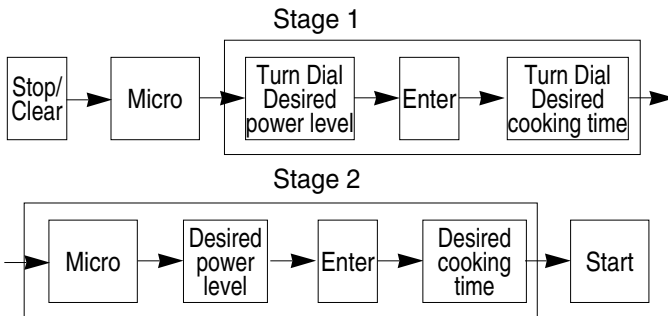 Stage 1
Stop/
Clear
Micro
Turn Dial
Desired
power level
Enter
Turn Dial
Desired
cooking time
Stage 2
Micro
Desired
power
level
Enter
Desired
cooking
time
Start